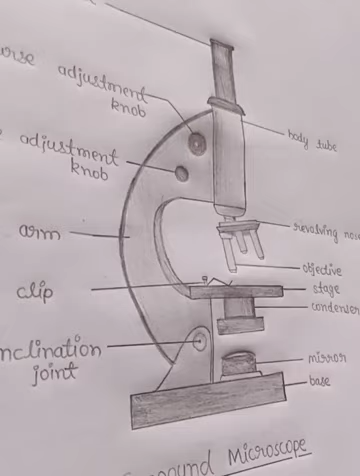 adjustment
knob
body tube
adjustment
knob
revolving
arm
objective
clip
stage
condenser
joint
mirror
base
Microscope